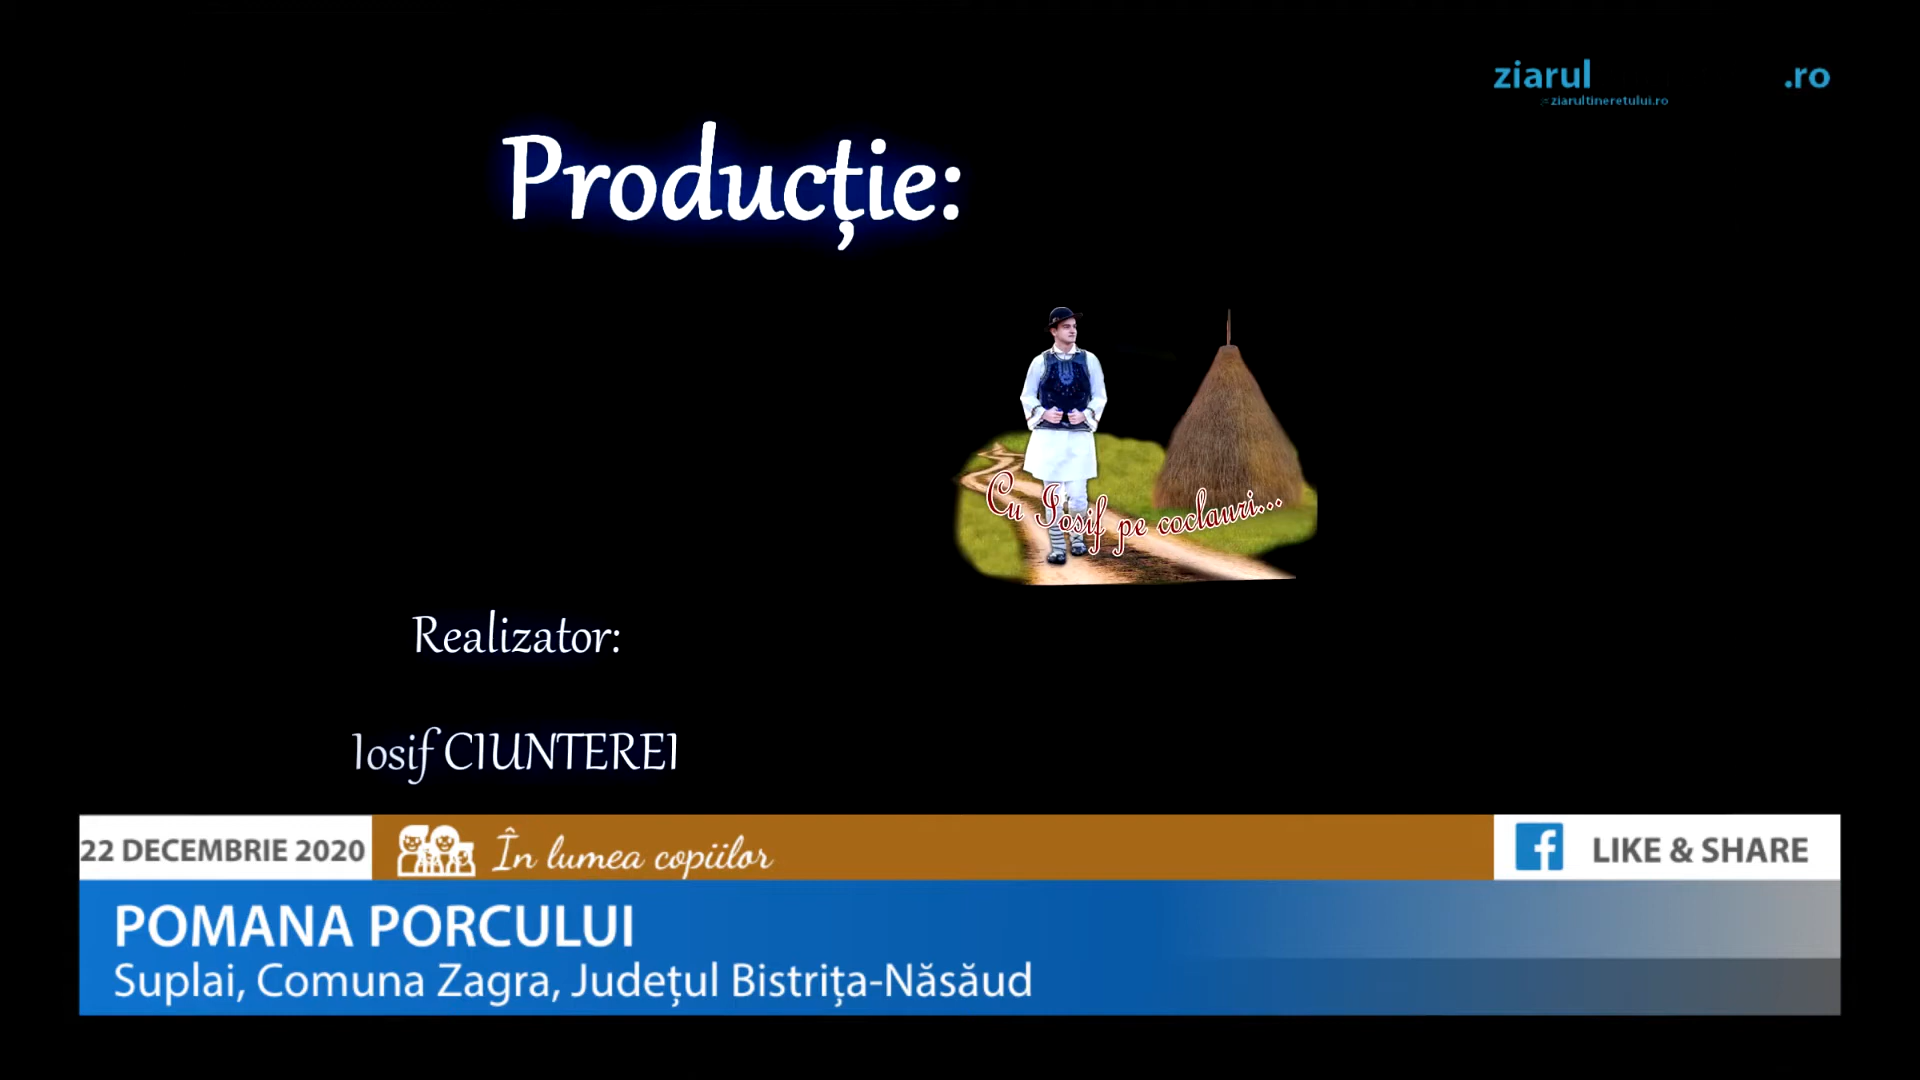 ziarul .ro
ziarultineretului.ro
Producție:
Cu Iosif pe coclauri...
Realizator:
Iosif CIUNTEREI
22 DECEMBRIE 2020
În lumea copiilor
LIKE & SHARE
POMANA PORCULUI
Suplai, Comuna Zagra, Județul Bistrița-Năsăud